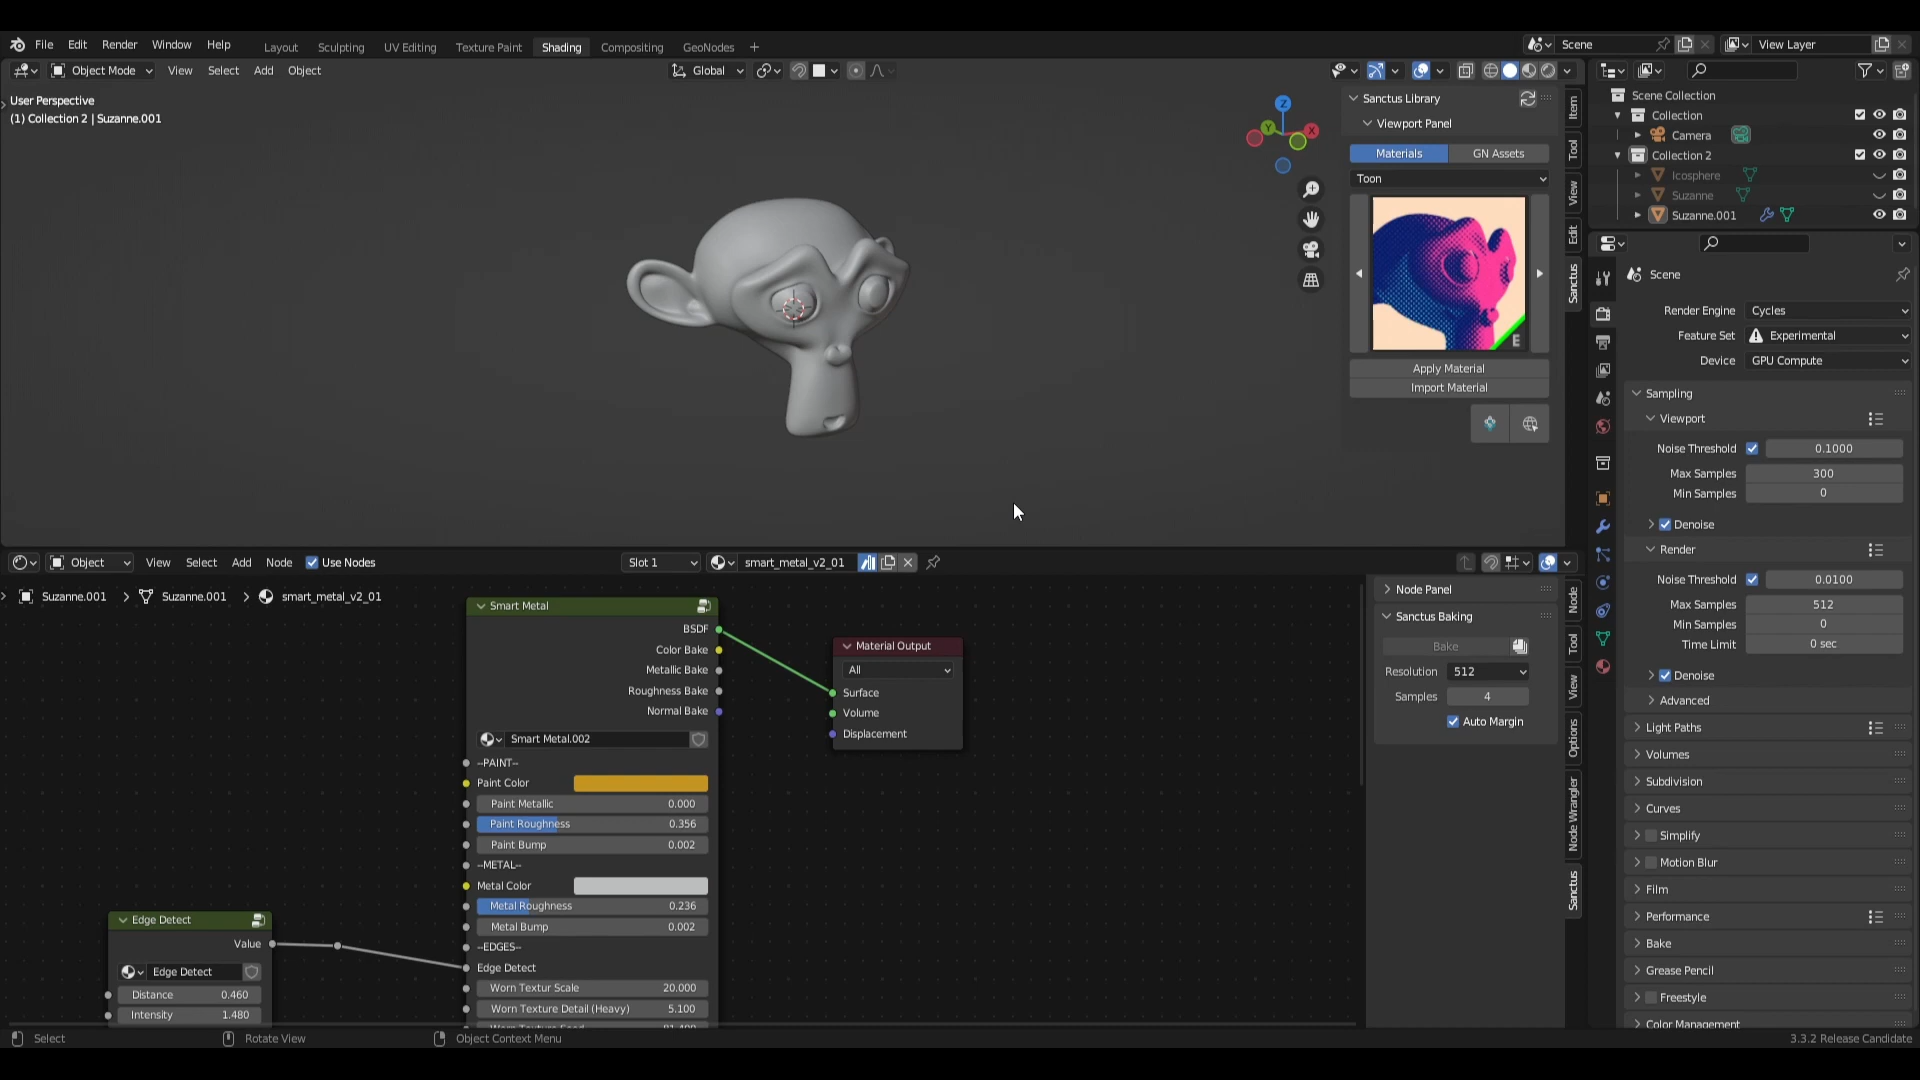 File Edit Render Window Help Layout Sculpting UV Editing Texture Paint Shading Compositing GeoNodes + Scene View Layer
Object Mode View Select Add Object Global
User Perspective
(1) Collection 2 | Suzanne.001
Z
Y
X
Sanctus Library
Viewport Panel
Materials GN Assets
Toon
E
Apply Material
Import Material
Item
Tool
View
Edit
Sanctus
Scene Collection
Collection
Camera
Collection 2
Icosphere
Suzanne
Suzanne.001
Scene
Render Engine Cycles
Feature Set Experimental
Device GPU Compute
Sampling
Viewport
Noise Threshold 0.1000
Max Samples 300
Min Samples 0
Denoise
Render
Noise Threshold 0.0100
Max Samples 512
Min Samples 0
Time Limit 0 sec
Denoise
Advanced
Light Paths
Volumes
Subdivision
Curves
Simplify
Motion Blur
Film
Performance
Bake
Grease Pencil
Freestyle
Color Management
Object View Select Add Node Use Nodes Slot 1 smart_metal_v2_01
Suzanne.001 > Suzanne.001 > smart_metal_v2_01
Smart Metal
BSDF
Color Bake
Metallic Bake
Roughness Bake
Normal Bake
Smart Metal.002
--PAINT--
Paint Color
Paint Metallic 0.000
Paint Roughness 0.356
Paint Bump 0.002
--METAL--
Metal Color
Metal Roughness 0.236
Metal Bump 0.002
--EDGES--
Edge Detect
Worn Textur Scale 20.000
Worn Texture Detail (Heavy) 5.100
Material Output
All
Surface
Volume
Displacement
Edge Detect
Value
Edge Detect
Distance 0.460
Intensity 1.480
Node Panel
Sanctus Baking
Bake
Resolution 512
Samples 4
Auto Margin
Node
Tool
View
Options
Node Wrangler
Sanctus
Select Rotate View Object Context Menu 3.3.2 Release Candidate